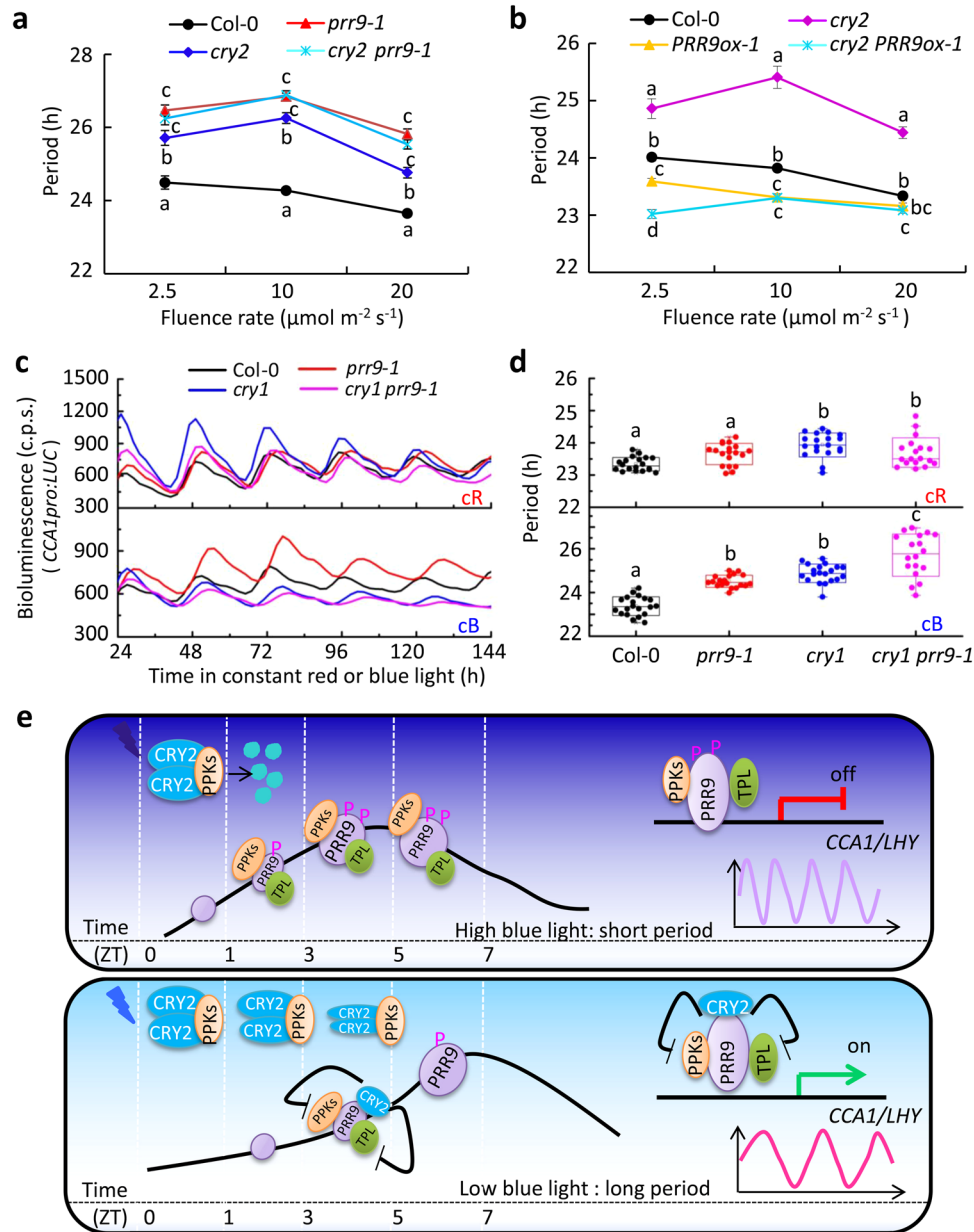 a
Col-0 prr9-1
cry2 cry2 prr9-1
Period (h)
28
26
24
22
c c c
c c c
b b b
a a a
2.5 10 20
Fluence rate (μmol m⁻² s⁻¹)
b
Col-0 cry2
PRR9ox-1 cry2 PRR9ox-1
Period (h)
26
25
24
23
22
a a a
b b b
c c bc
d c c
2.5 10 20
Fluence rate (μmol m⁻² s⁻¹)
c
Col-0 prr9-1
cry1 cry1 prr9-1
Bioluminescence (c.p.s.)
(CCA1pro:LUC)
1500
1200
900
600
300
cR
900
600
300
cB
24 48 72 96 120 144
Time in constant red or blue light (h)
d
Period (h)
26
24
23
22
a a b b
cR
26
24
23
22
a b b c
cB
Col-0 prr9-1 cry1 cry1 prr9-1
e
CRY2
CRY2
PPKs
PPKs
PRR9
P
TPL
PPKs
PRR9
P P
TPL
PPKs
PRR9
P P
TPL
PPKs
PRR9
P P
TPL
off
CCA1/LHY
Time
(ZT) 0 1 3 5 7
High blue light: short period
CRY2
CRY2
PPKs
CRY2
CRY2
PPKs
CRY2
CRY2
PPKs
PPKs
PRR9
CRY2
TPL
P
PRR9
CRY2
PPKs
PRR9
TPL
on
CCA1/LHY
Time
(ZT) 0 1 3 5 7
Low blue light : long period